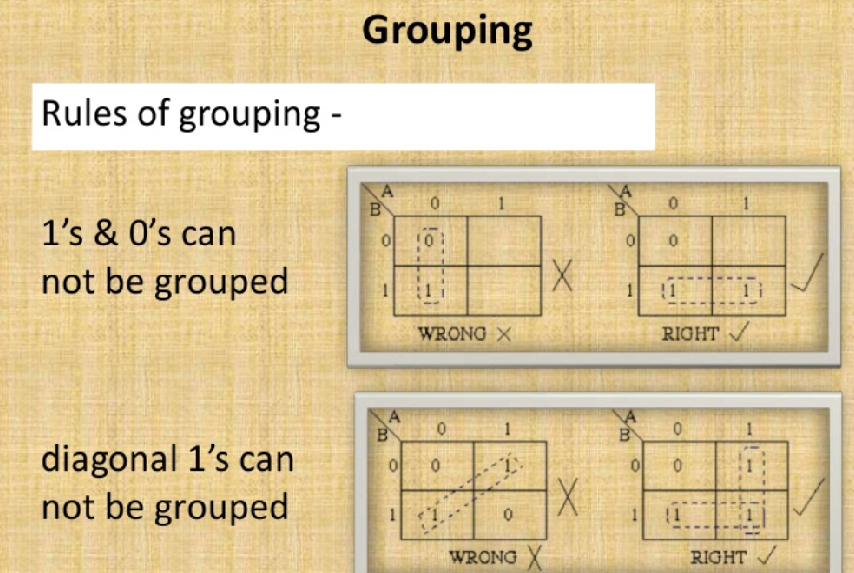 Grouping
Rules of grouping -
1's & 0's can
not be grouped
A
B
0 1
0 0
1 1
WRONG X
A
B
0 1
0 0
1 1 1
RIGHT ✓
diagonal 1's can
not be grouped
A
B
0 1
0 0 1
1 1 0
WRONG X
A
B
0 1
0 0 1
1 1 1
RIGHT ✓